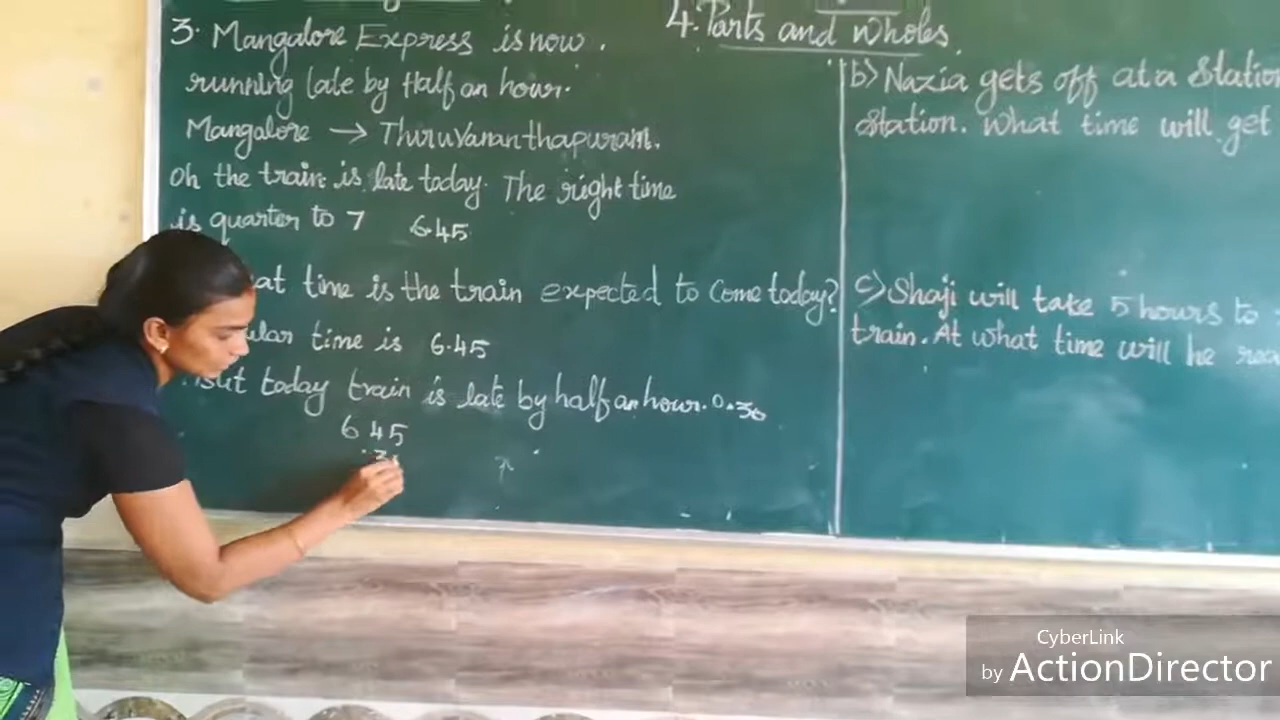 4. Parts and wholes.
3. Mangalore Express is now.
running late by Half an hour.
Mangalore → Thiruvananthapuram.
Oh the train is late today. The right time
is quarter to 7 6.45
at time is the train expected to Come today?
ular time is 6.45
But today train is late by half an hour. 0.30
6 45
b) Nazia gets off at a Station
Station. What time will get
c) Shaji will take 5 hours to
train. At what time will he rea
CyberLink
by ActionDirector